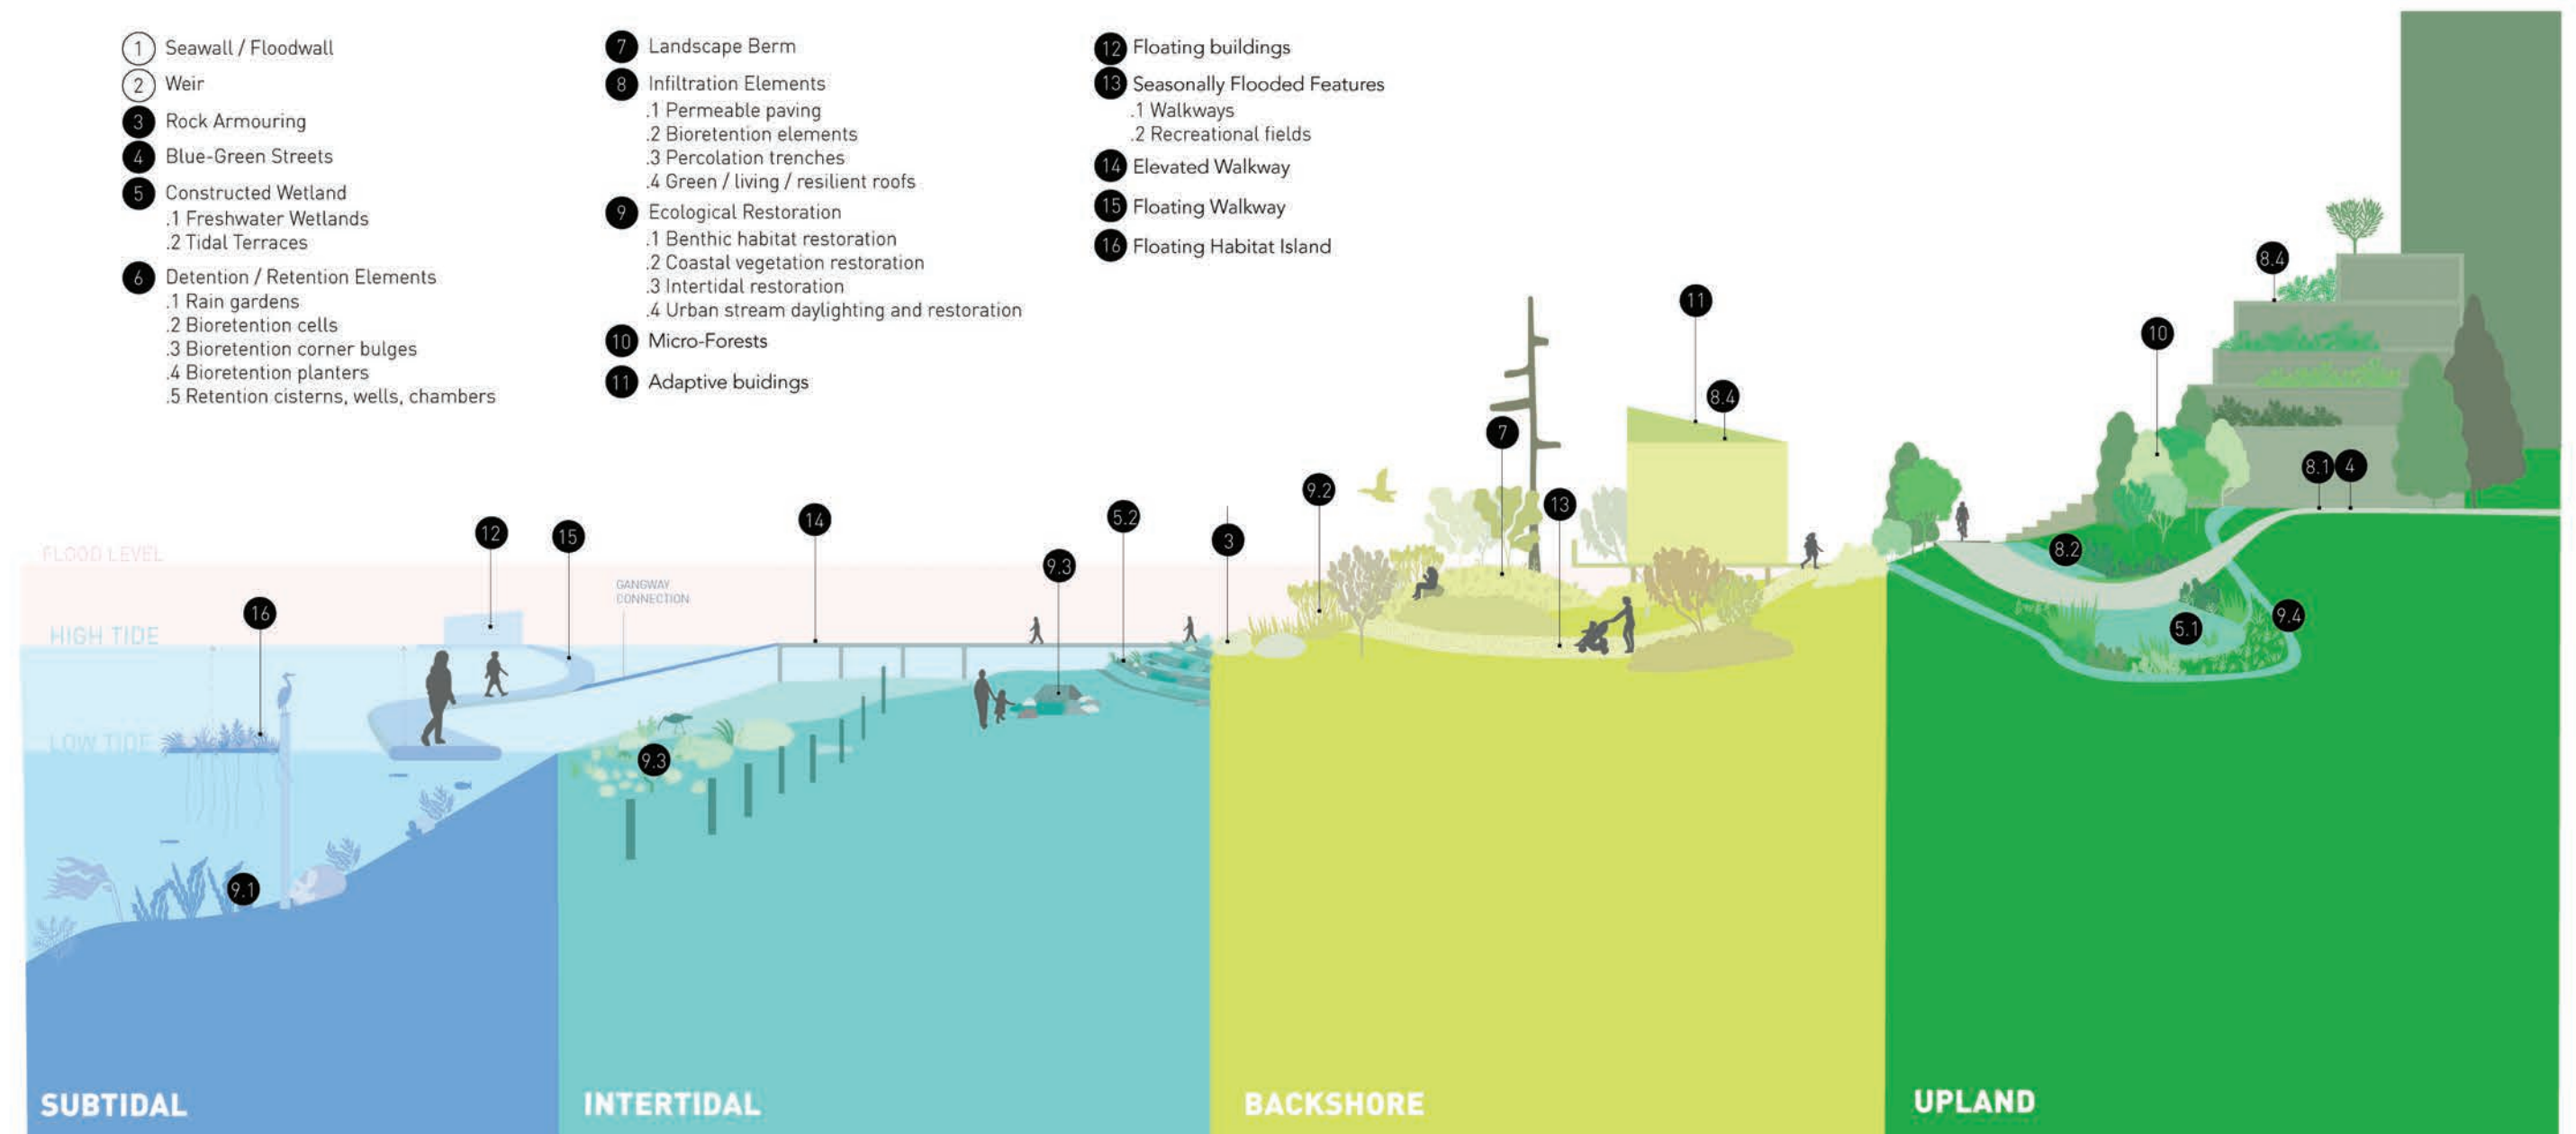 1 Seawall / Floodwall
2 Weir
3 Rock Armouring
4 Blue-Green Streets
5 Constructed Wetland
.1 Freshwater Wetlands
.2 Tidal Terraces
6 Detention / Retention Elements
.1 Rain gardens
.2 Bioretention cells
.3 Bioretention corner bulges
.4 Bioretention planters
.5 Retention cisterns, wells, chambers
7 Landscape Berm
8 Infiltration Elements
.1 Permeable paving
.2 Bioretention elements
.3 Percolation trenches
.4 Green / living / resilient roofs
9 Ecological Restoration
.1 Benthic habitat restoration
.2 Coastal vegetation restoration
.3 Intertidal restoration
.4 Urban stream daylighting and restoration
10 Micro-Forests
11 Adaptive buidings
12 Floating buildings
13 Seasonally Flooded Features
.1 Walkways
.2 Recreational fields
14 Elevated Walkway
15 Floating Walkway
16 Floating Habitat Island
8.4
11
10
8.4
7
8.1
4
9.2
13
5.2
14
12
15
3
FLOOD LEVEL
8.2
9.3
GANGWAY
CONNECTION
16
9.4
5.1
HIGH TIDE
LOW TIDE
9.3
9.1
SUBTIDAL
INTERTIDAL
BACKSHORE
UPLAND